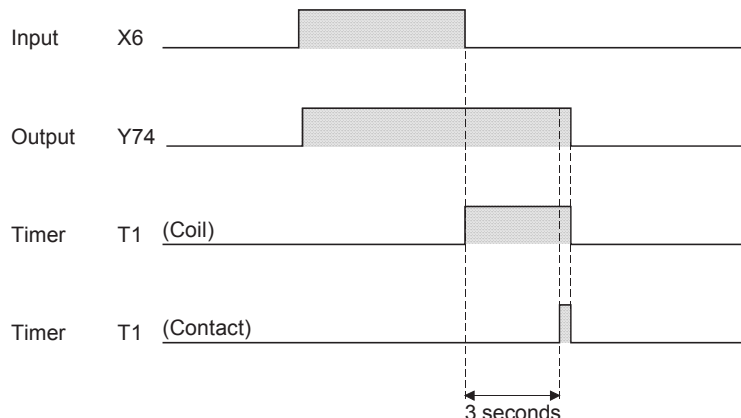 Input X6
Output Y74
Timer T1 (Coil)
Timer T1 (Contact)
3 seconds